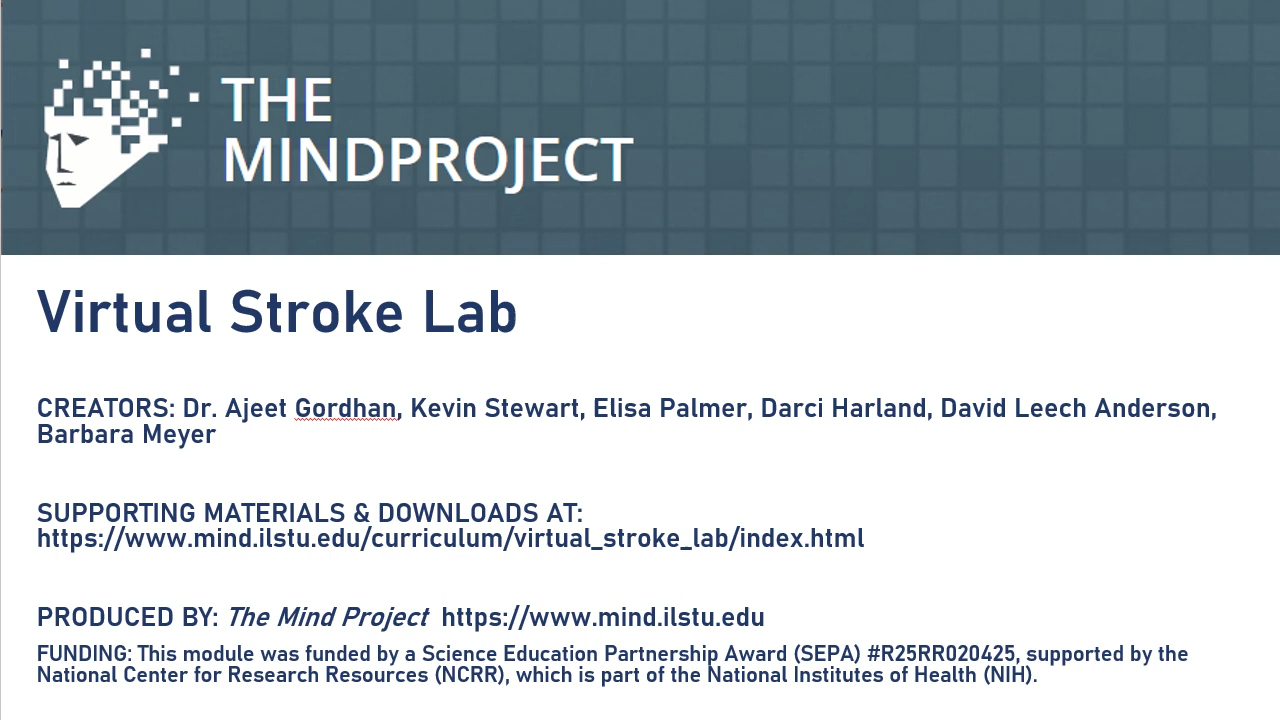 THE
MINDPROJECT
Virtual Stroke Lab
CREATORS: Dr. Ajeet Gordhan, Kevin Stewart, Elisa Palmer, Darci Harland, David Leech Anderson,
Barbara Meyer
SUPPORTING MATERIALS & DOWNLOADS AT:
https://www.mind.ilstu.edu/curriculum/virtual_stroke_lab/index.html
PRODUCED BY: The Mind Project https://www.mind.ilstu.edu
FUNDING: This module was funded by a Science Education Partnership Award (SEPA) #R25RR020425, supported by the
National Center for Research Resources (NCRR), which is part of the National Institutes of Health (NIH).